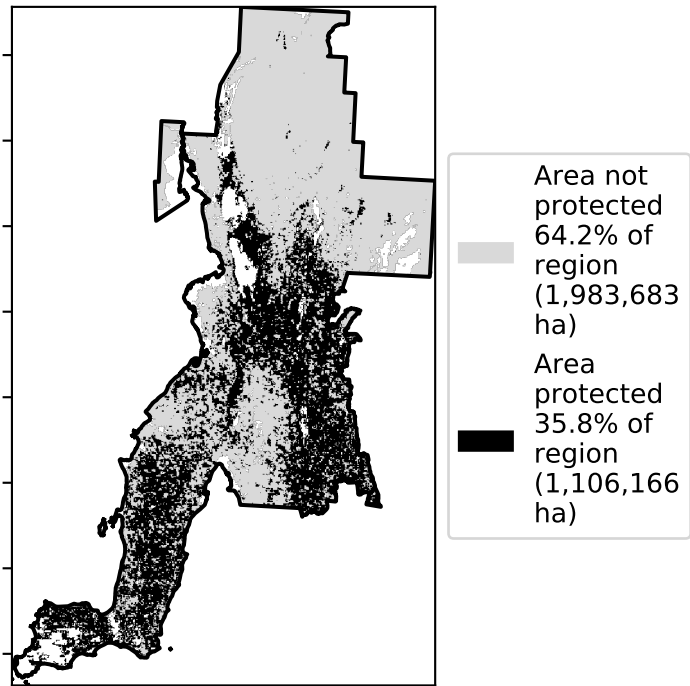 Area not
protected
64.2% of
region
(1,983,683
ha)
Area
protected
35.8% of
region
(1,106,166
ha)